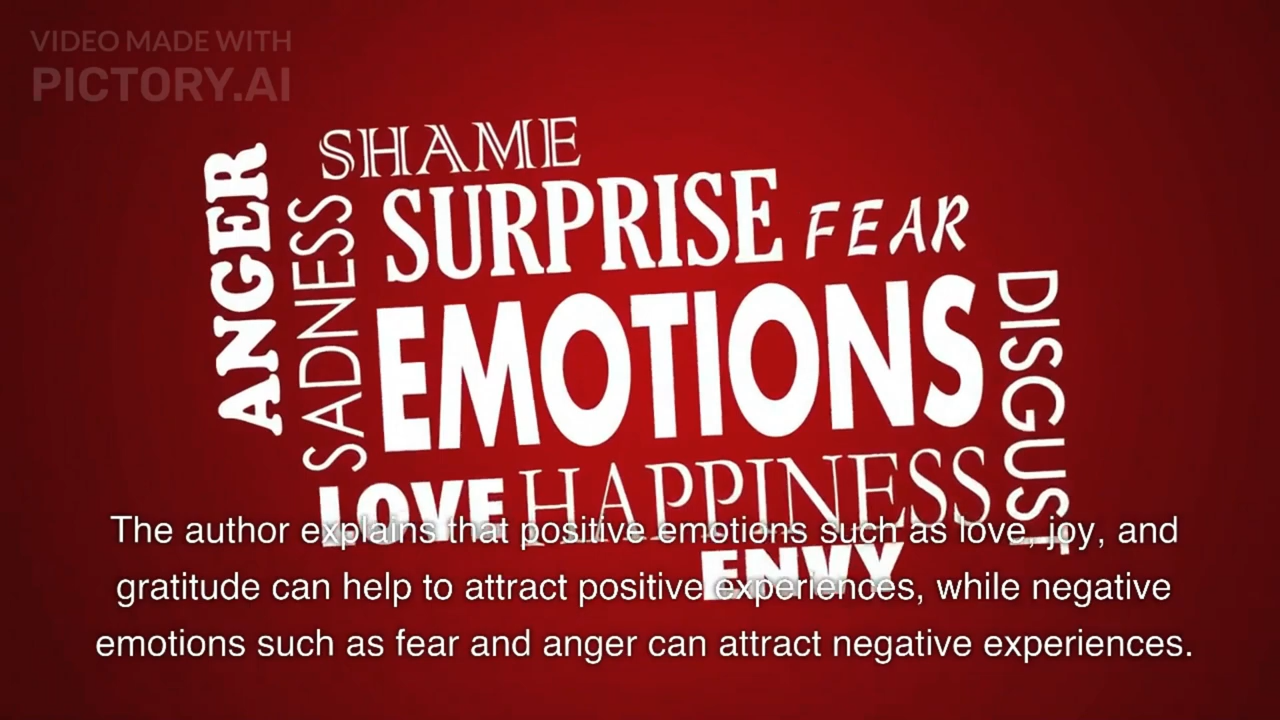 VIDEO MADE WITH
PICTORY.AI
SHAME
ANGER
SADNESS
SURPRISE
FEAR
EMOTIONS
DISGUST
LOVE
HAPPINESS
ENVY
The author explains that positive emotions such as love, joy, and
gratitude can help to attract positive experiences, while negative
emotions such as fear and anger can attract negative experiences.